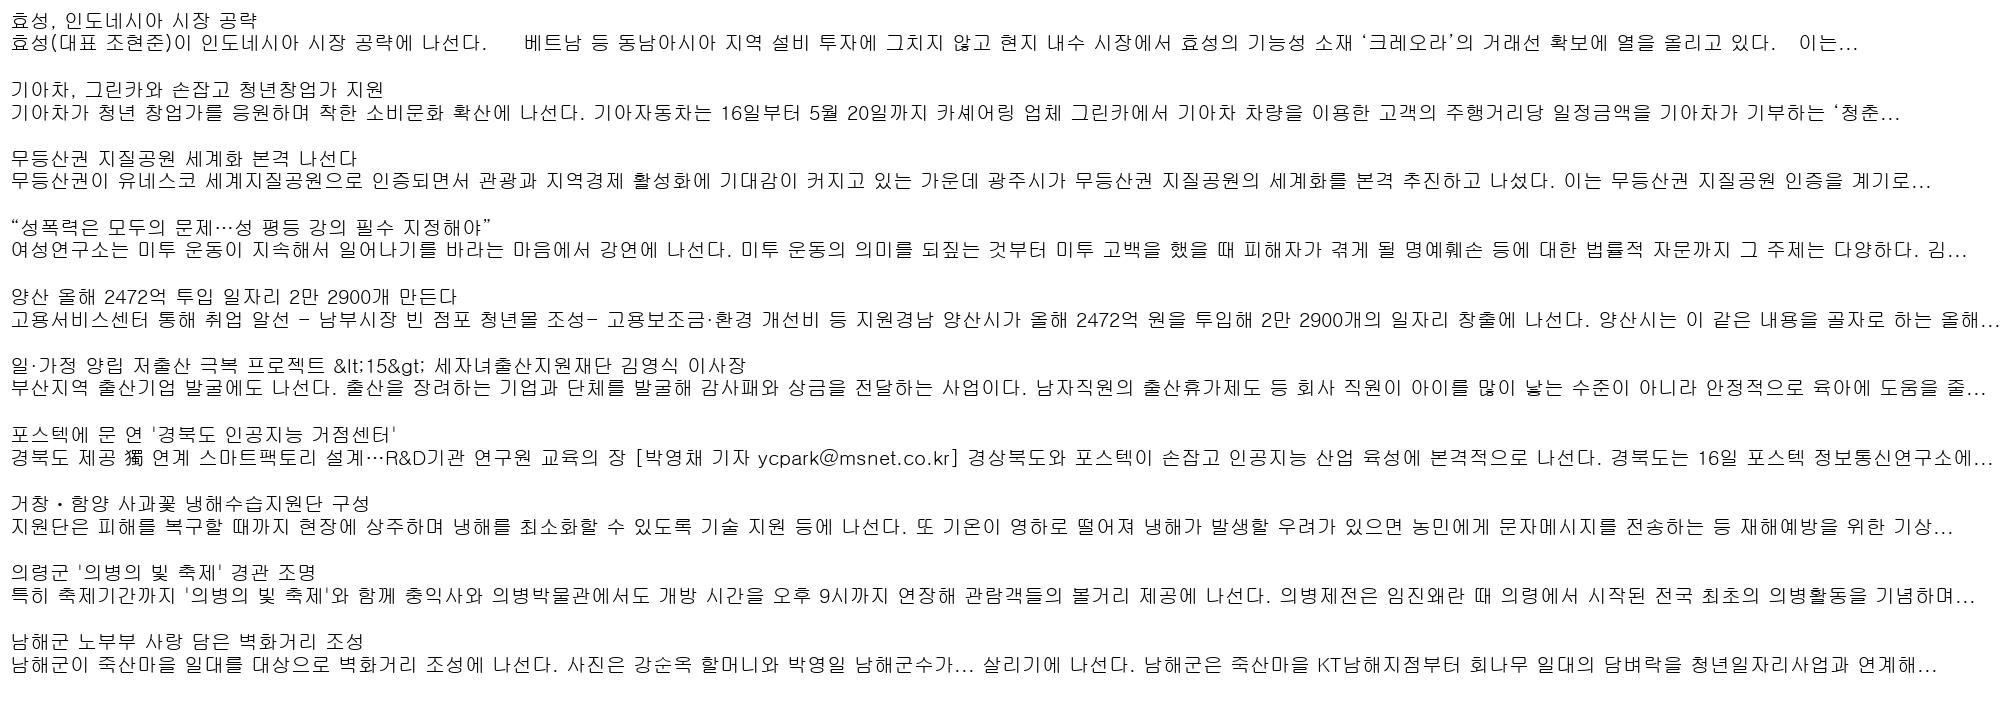 효성, 인도네시아 시장 공략
효성(대표 조현준)이 인도네시아 시장 공략에 나선다. 베트남 등 동남아시아 지역 설비 투자에 그치지 않고 현지 내수 시장에서 효성의 기능성 소재 ‘크레오라’의 거래선 확보에 열을 올리고 있다. 이는...
기아차, 그린카와 손잡고 청년창업가 지원
기아차가 청년 창업가를 응원하며 착한 소비문화 확산에 나선다. 기아자동차는 16일부터 5월 20일까지 카셰어링 업체 그린카에서 기아차 차량을 이용한 고객의 주행거리당 일정금액을 기아차가 기부하는 ‘청춘...
무등산권 지질공원 세계화 본격 나선다
무등산권이 유네스코 세계지질공원으로 인증되면서 관광과 지역경제 활성화에 기대감이 커지고 있는 가운데 광주시가 무등산권 지질공원의 세계화를 본격 추진하고 나섰다. 이는 무등산권 지질공원 인증을 계기로...
“성폭력은 모두의 문제…성 평등 강의 필수 지정해야”
여성연구소는 미투 운동이 지속해서 일어나기를 바라는 마음에서 강연에 나선다. 미투 운동의 의미를 되짚는 것부터 미투 고백을 했을 때 피해자가 겪게 될 명예훼손 등에 대한 법률적 자문까지 그 주제는 다양하다. 김...
양산 올해 2472억 투입 일자리 2만 2900개 만든다
고용서비스센터 통해 취업 알선 - 남부시장 빈 점포 청년몰 조성- 고용보조금·환경 개선비 등 지원경남 양산시가 올해 2472억 원을 투입해 2만 2900개의 일자리 창출에 나선다. 양산시는 이 같은 내용을 골자로 하는 올해...
일·가정 양립 저출산 극복 프로젝트 &lt;15&gt; 세자녀출산지원재단 김영식 이사장
부산지역 출산기업 발굴에도 나선다. 출산을 장려하는 기업과 단체를 발굴해 감사패와 상금을 전달하는 사업이다. 남자직원의 출산휴가제도 등 회사 직원이 아이를 많이 낳는 수준이 아니라 안정적으로 육아에 도움을 줄...
포스텍에 문 연 '경북도 인공지능 거점센터'
경북도 제공 獨 연계 스마트팩토리 설계…R&D기관 연구원 교육의 장 [박영채 기자 ycpark@msnet.co.kr] 경상북도와 포스텍이 손잡고 인공지능 산업 육성에 본격적으로 나선다. 경북도는 16일 포스텍 정보통신연구소에...
거창・함양 사과꽃 냉해수습지원단 구성
지원단은 피해를 복구할 때까지 현장에 상주하며 냉해를 최소화할 수 있도록 기술 지원 등에 나선다. 또 기온이 영하로 떨어져 냉해가 발생할 우려가 있으면 농민에게 문자메시지를 전송하는 등 재해예방을 위한 기상...
의령군 '의병의 빛 축제' 경관 조명
특히 축제기간까지 '의병의 빛 축제'와 함께 충익사와 의병박물관에서도 개방 시간을 오후 9시까지 연장해 관람객들의 볼거리 제공에 나선다. 의병제전은 임진왜란 때 의령에서 시작된 전국 최초의 의병활동을 기념하며...
남해군 노부부 사랑 담은 벽화거리 조성
남해군이 죽산마을 일대를 대상으로 벽화거리 조성에 나선다. 사진은 강순옥 할머니와 박영일 남해군수가... 살리기에 나선다. 남해군은 죽산마을 KT남해지점부터 회나무 일대의 담벼락을 청년일자리사업과 연계해...